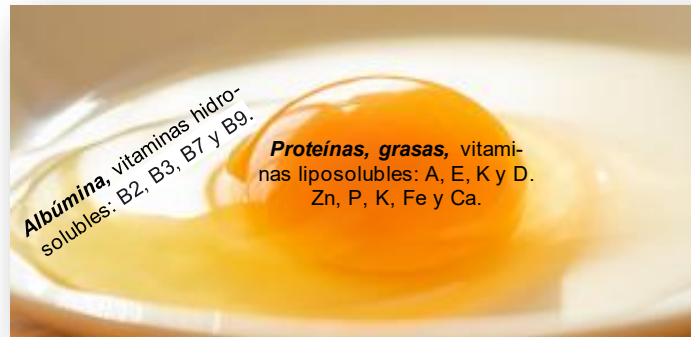 Albúmina, vitaminas hidro-
solubles: B2, B3, B7 y B9.
Proteínas, grasas, vitami-
nas liposolubles: A, E, K y D.
Zn, P, K, Fe y Ca.